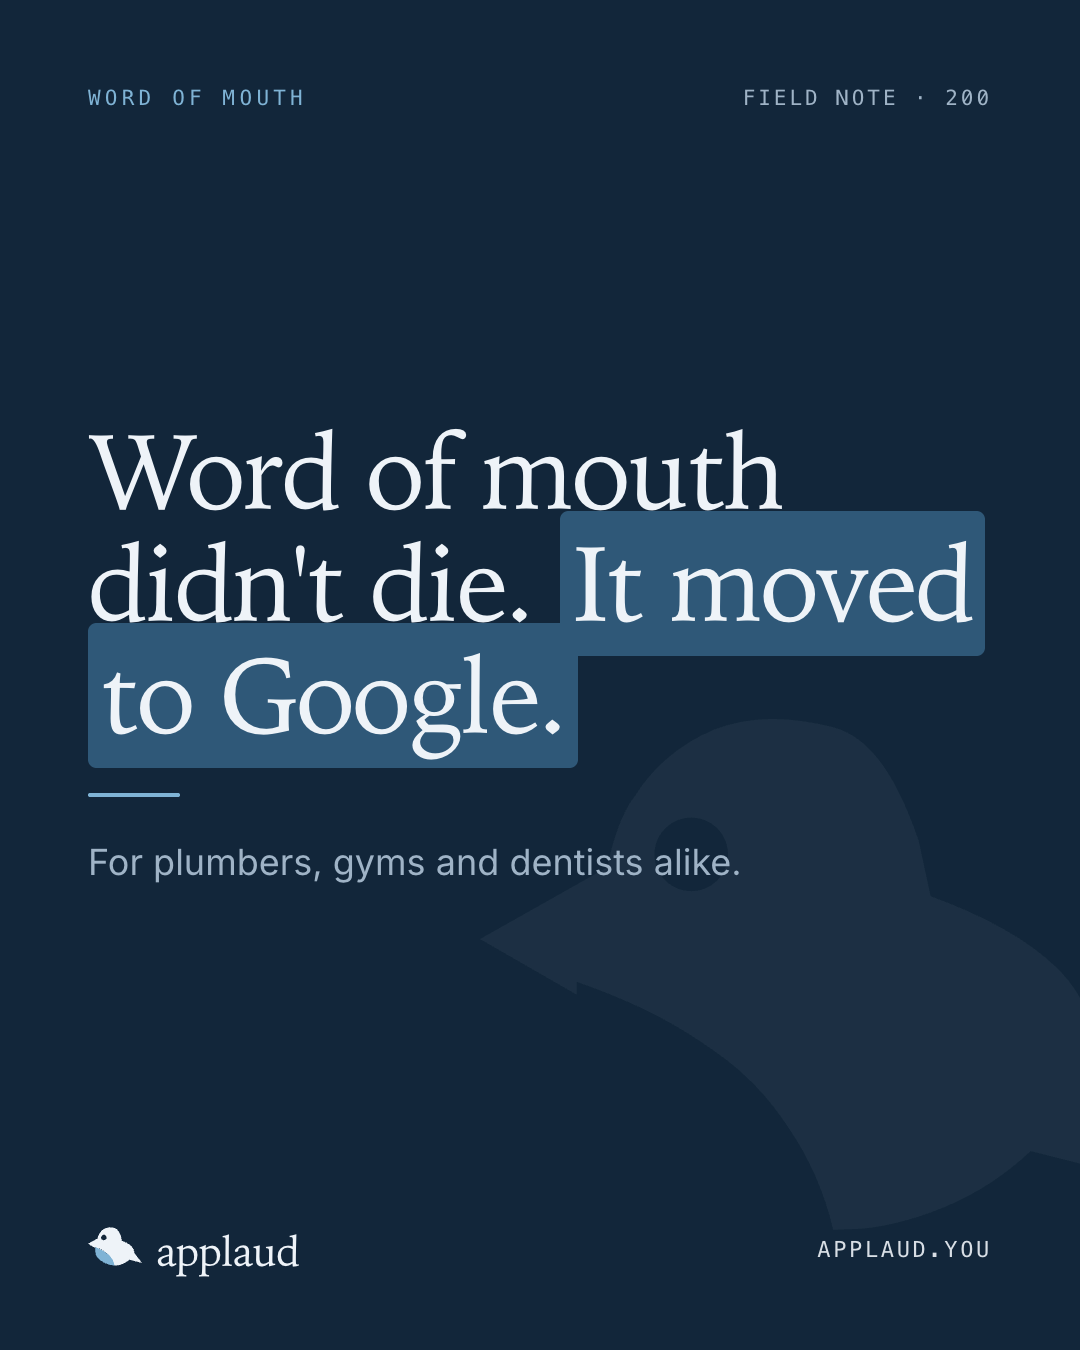 WORD OF MOUTH
FIELD NOTE · 200
Word of mouth
didn't die. It moved
to Google.
For plumbers, gyms and dentists alike.
applaud
APPLAUD.YOU